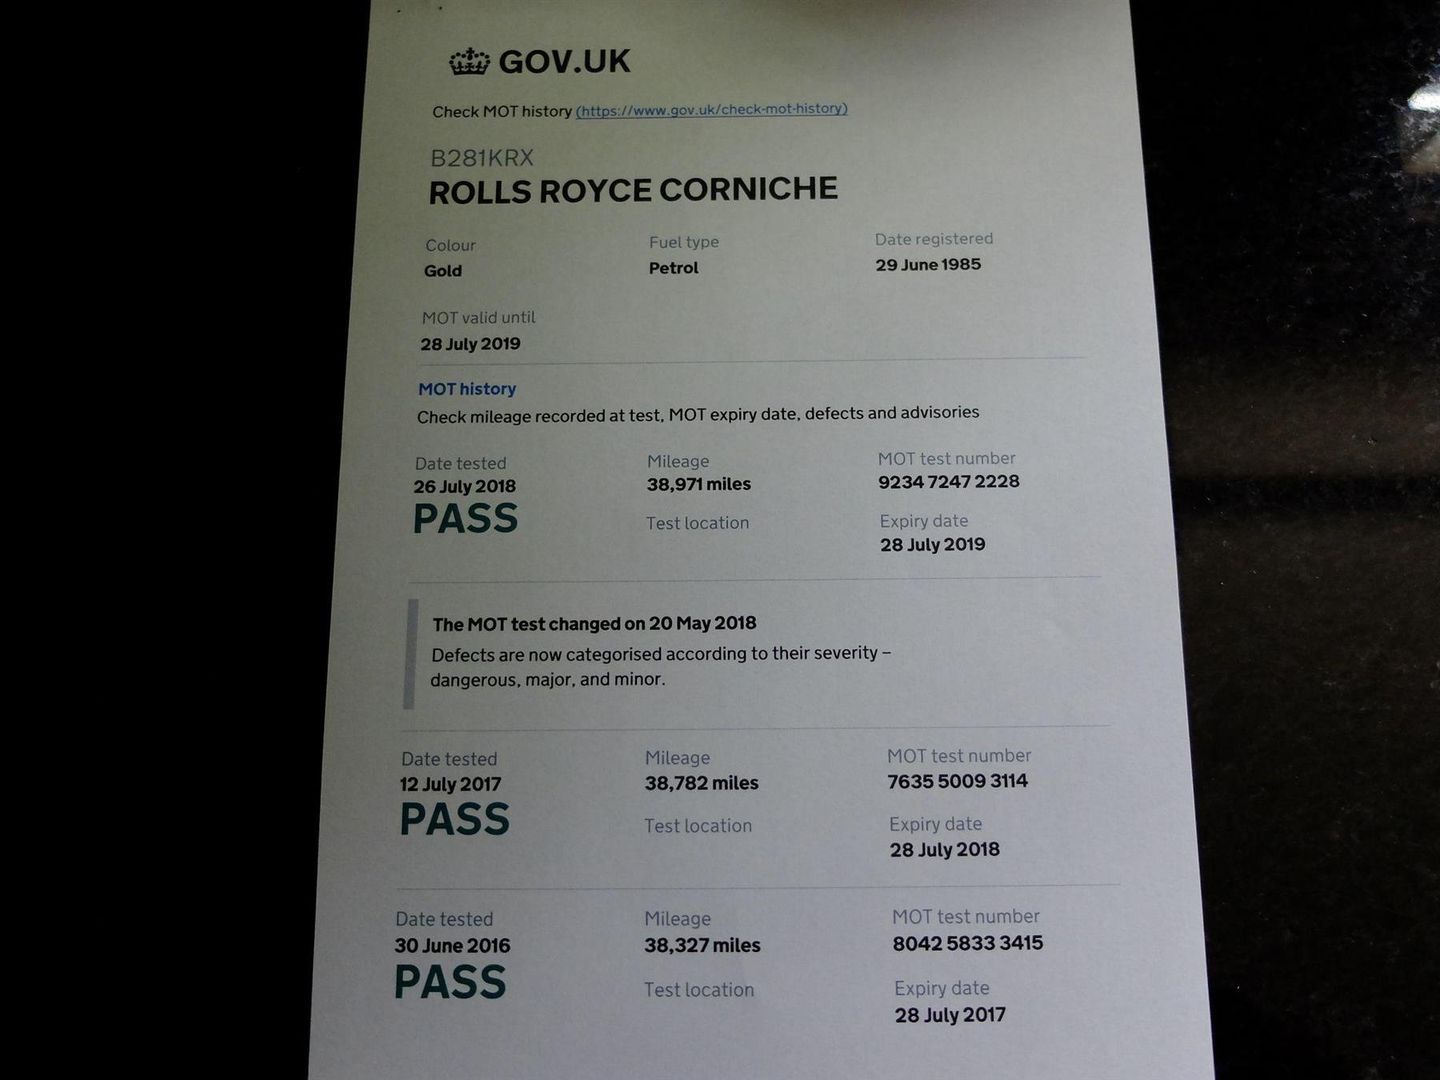 GOV.UK
Check MOT history (https://www.gov.uk/check-mot-history)
B281KRX
ROLLS ROYCE CORNICHE
Colour Fuel type Date registered
Gold Petrol 29 June 1985
MOT valid until
28 July 2019
MOT history
Check mileage recorded at test, MOT expiry date, defects and advisories
Date tested Mileage MOT test number
26 July 2018 38,971 miles 9234 7247 2228
PASS Test location Expiry date
28 July 2019
The MOT test changed on 20 May 2018
Defects are now categorised according to their severity –
dangerous, major, and minor.
Date tested Mileage MOT test number
12 July 2017 38,782 miles 7635 5009 3114
PASS Test location Expiry date
28 July 2018
Date tested Mileage MOT test number
30 June 2016 38,327 miles 8042 5833 3415
PASS Test location Expiry date
28 July 2017